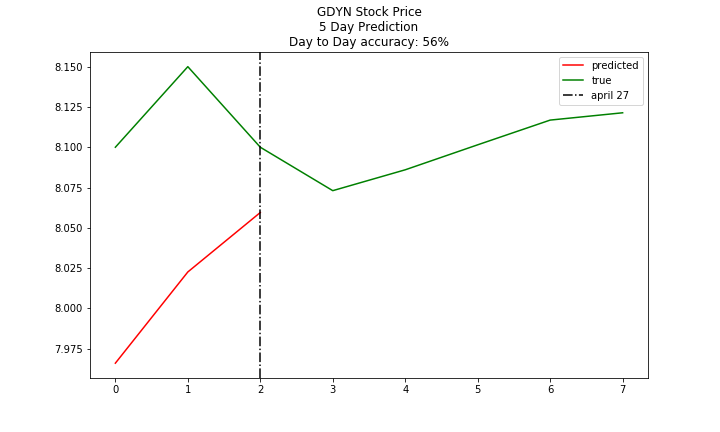 GDYN Stock Price
5 Day Prediction
Day to Day accuracy: 56%
predicted
true
april 27
8.150
8.125
8.100
8.075
8.050
8.025
8.000
7.975
0 1 2 3 4 5 6 7